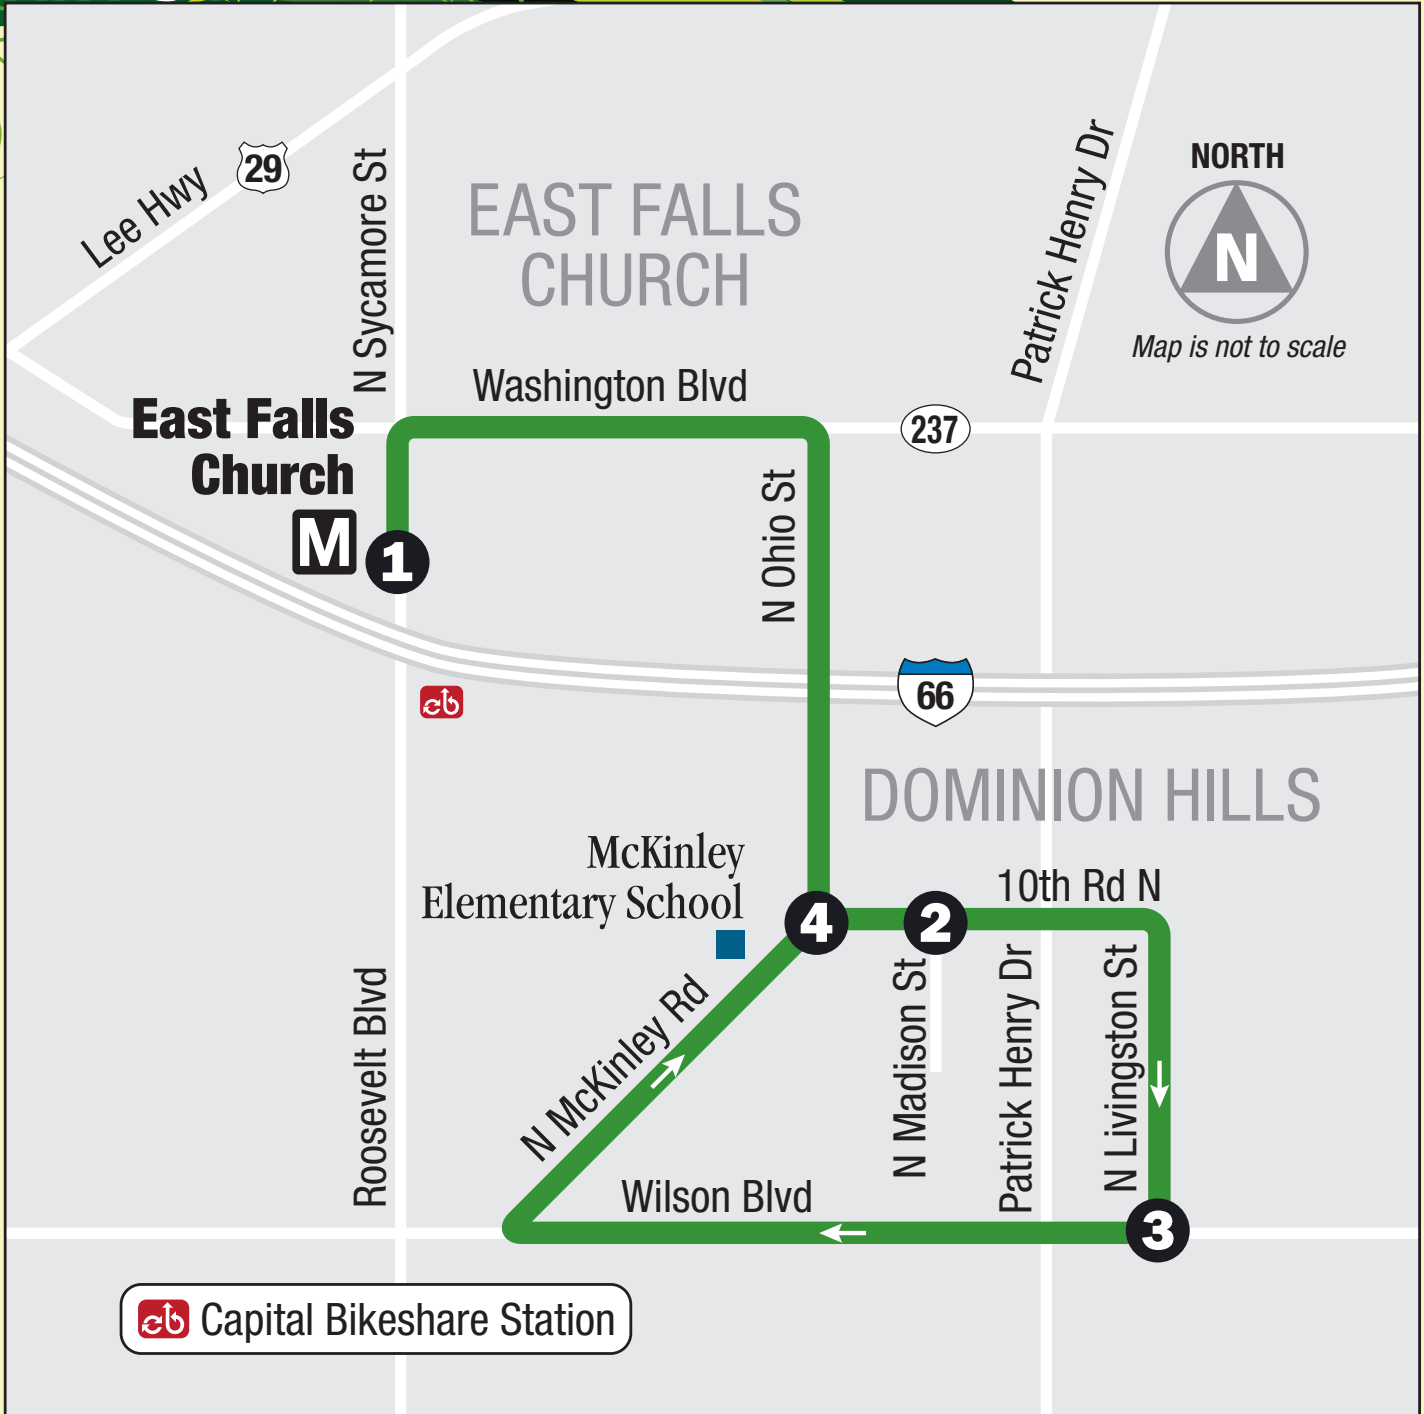 29
Lee Hwy
N Sycamore St
EAST FALLS
CHURCH
Patrick Henry Dr
NORTH
N
Map is not to scale
Washington Blvd
East Falls
Church
M
1
237
N Ohio St
66
cb
DOMINION HILLS
McKinley
Elementary School
10th Rd N
4
2
N McKinley Rd
Roosevelt Blvd
N Madison St
Patrick Henry Dr
N Livingston St
Wilson Blvd
3
cb Capital Bikeshare Station